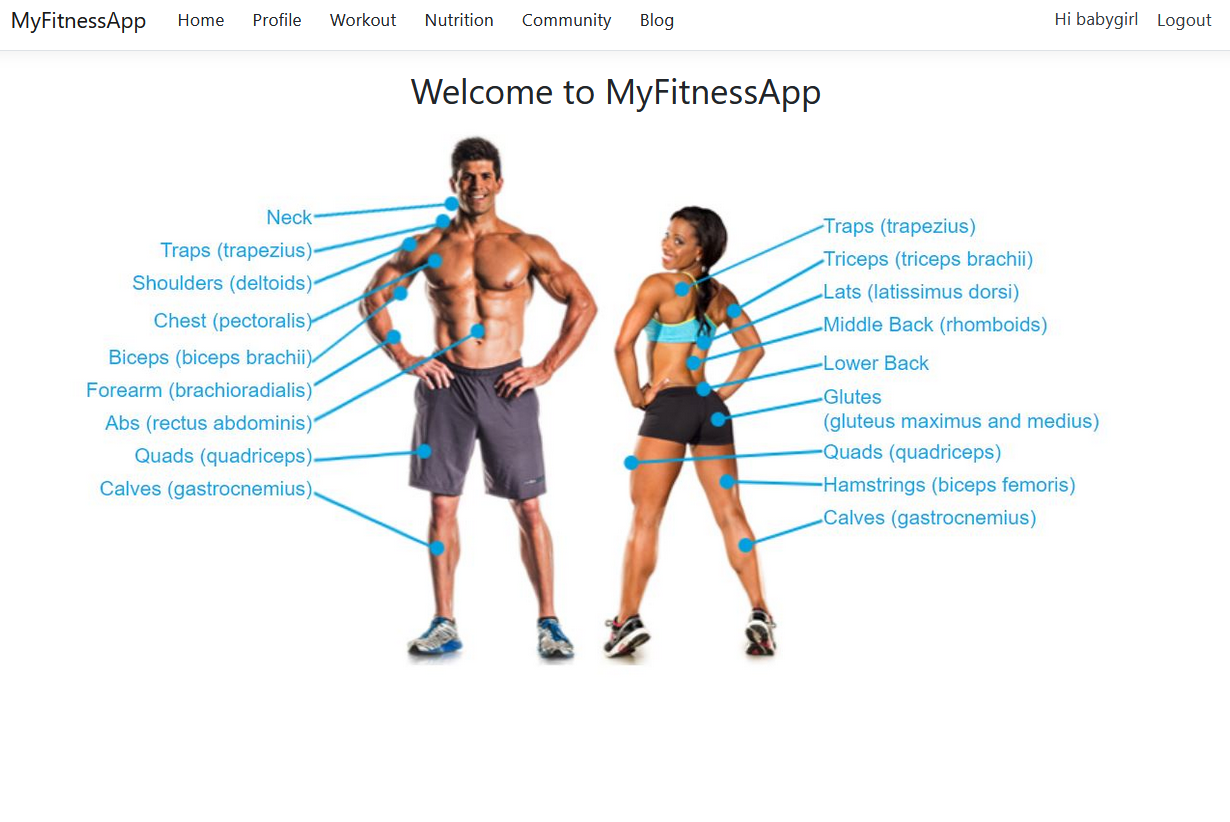 MyFitnessApp Home Profile Workout Nutrition Community Blog Hi babygirl Logout
Welcome to MyFitnessApp
Neck
Traps (trapezius)
Shoulders (deltoids)
Chest (pectoralis)
Biceps (biceps brachii)
Forearm (brachioradialis)
Abs (rectus abdominis)
Quads (quadriceps)
Calves (gastrocnemius)
Traps (trapezius)
Triceps (triceps brachii)
Lats (latissimus dorsi)
Middle Back (rhomboids)
Lower Back
Glutes
(gluteus maximus and medius)
Quads (quadriceps)
Hamstrings (biceps femoris)
Calves (gastrocnemius)